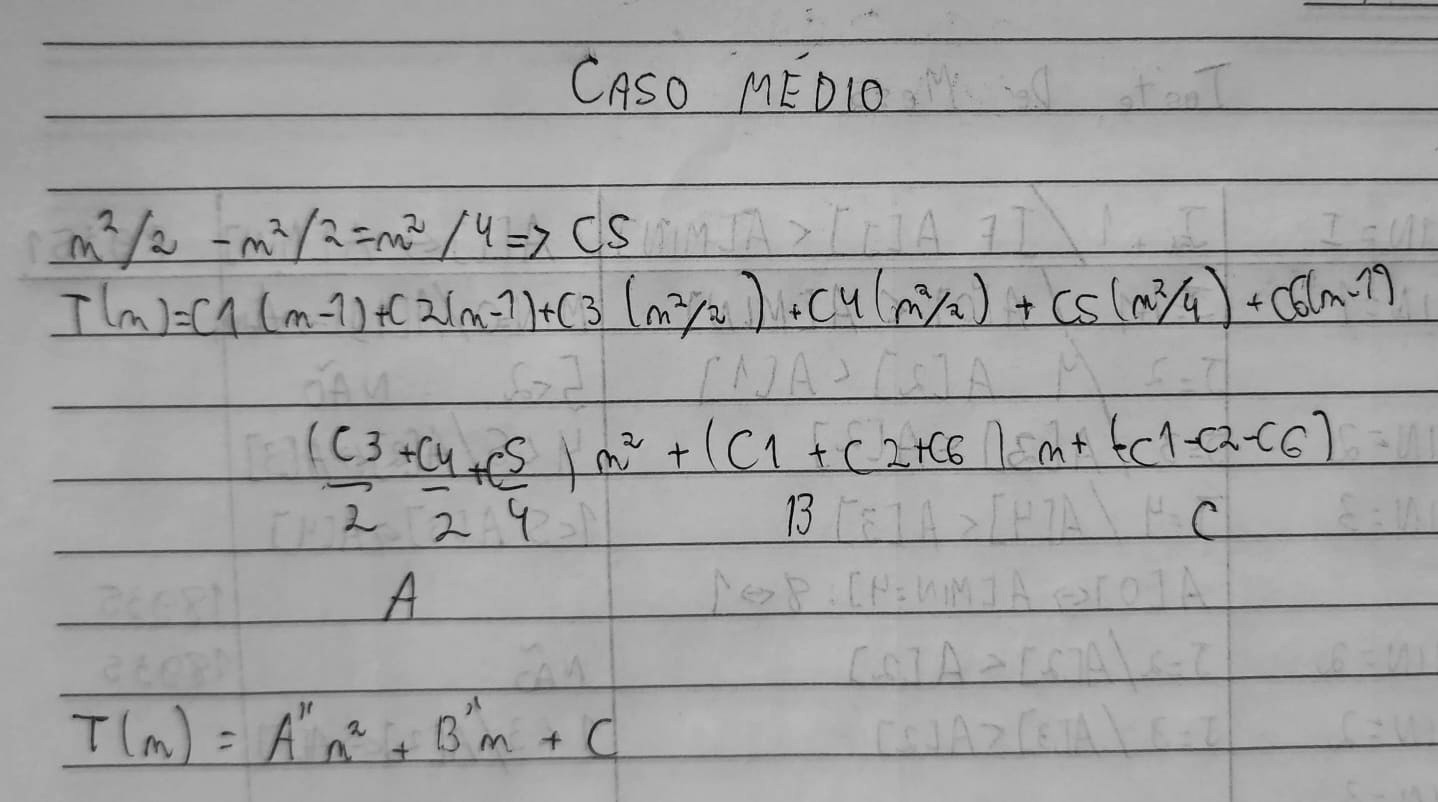 CASO MÉDIO
m²/2 - m²/2 = m²/4 => C5
T(m) = C1(m-1) + C2(m-1) + C3(m²/2) + C4(m²/2) + C5(m²/4) + C6(m-1)
(C3/2 + C4/2 + C5/4) m² + (C1 + C2 + C6) m + (-C1 - C2 - C6)
A B C
T(m) = A"m² + B"m + C